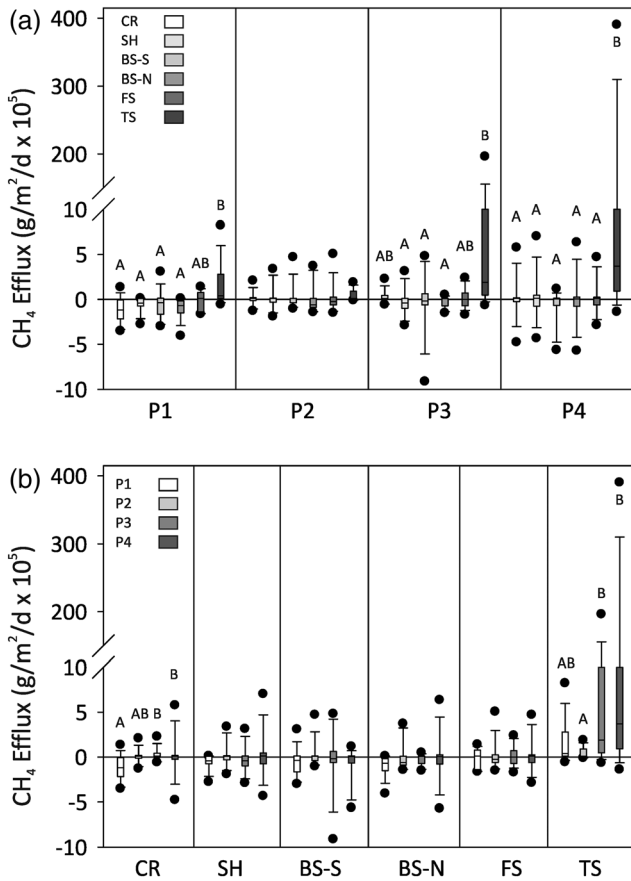 (a)
CH₄ Efflux (g/m²/d x 10⁵)
400
300
200
10
5
0
-5
-10
CR
SH
BS-S
BS-N
FS
TS
A A A A AB B
A AB A A AB B
A A A A A B
P1 P2 P3 P4
(b)
CH₄ Efflux (g/m²/d x 10⁵)
400
300
200
10
5
0
-5
-10
P1
P2
P3
P4
A AB B B
AB A B B
CR SH BS-S BS-N FS TS